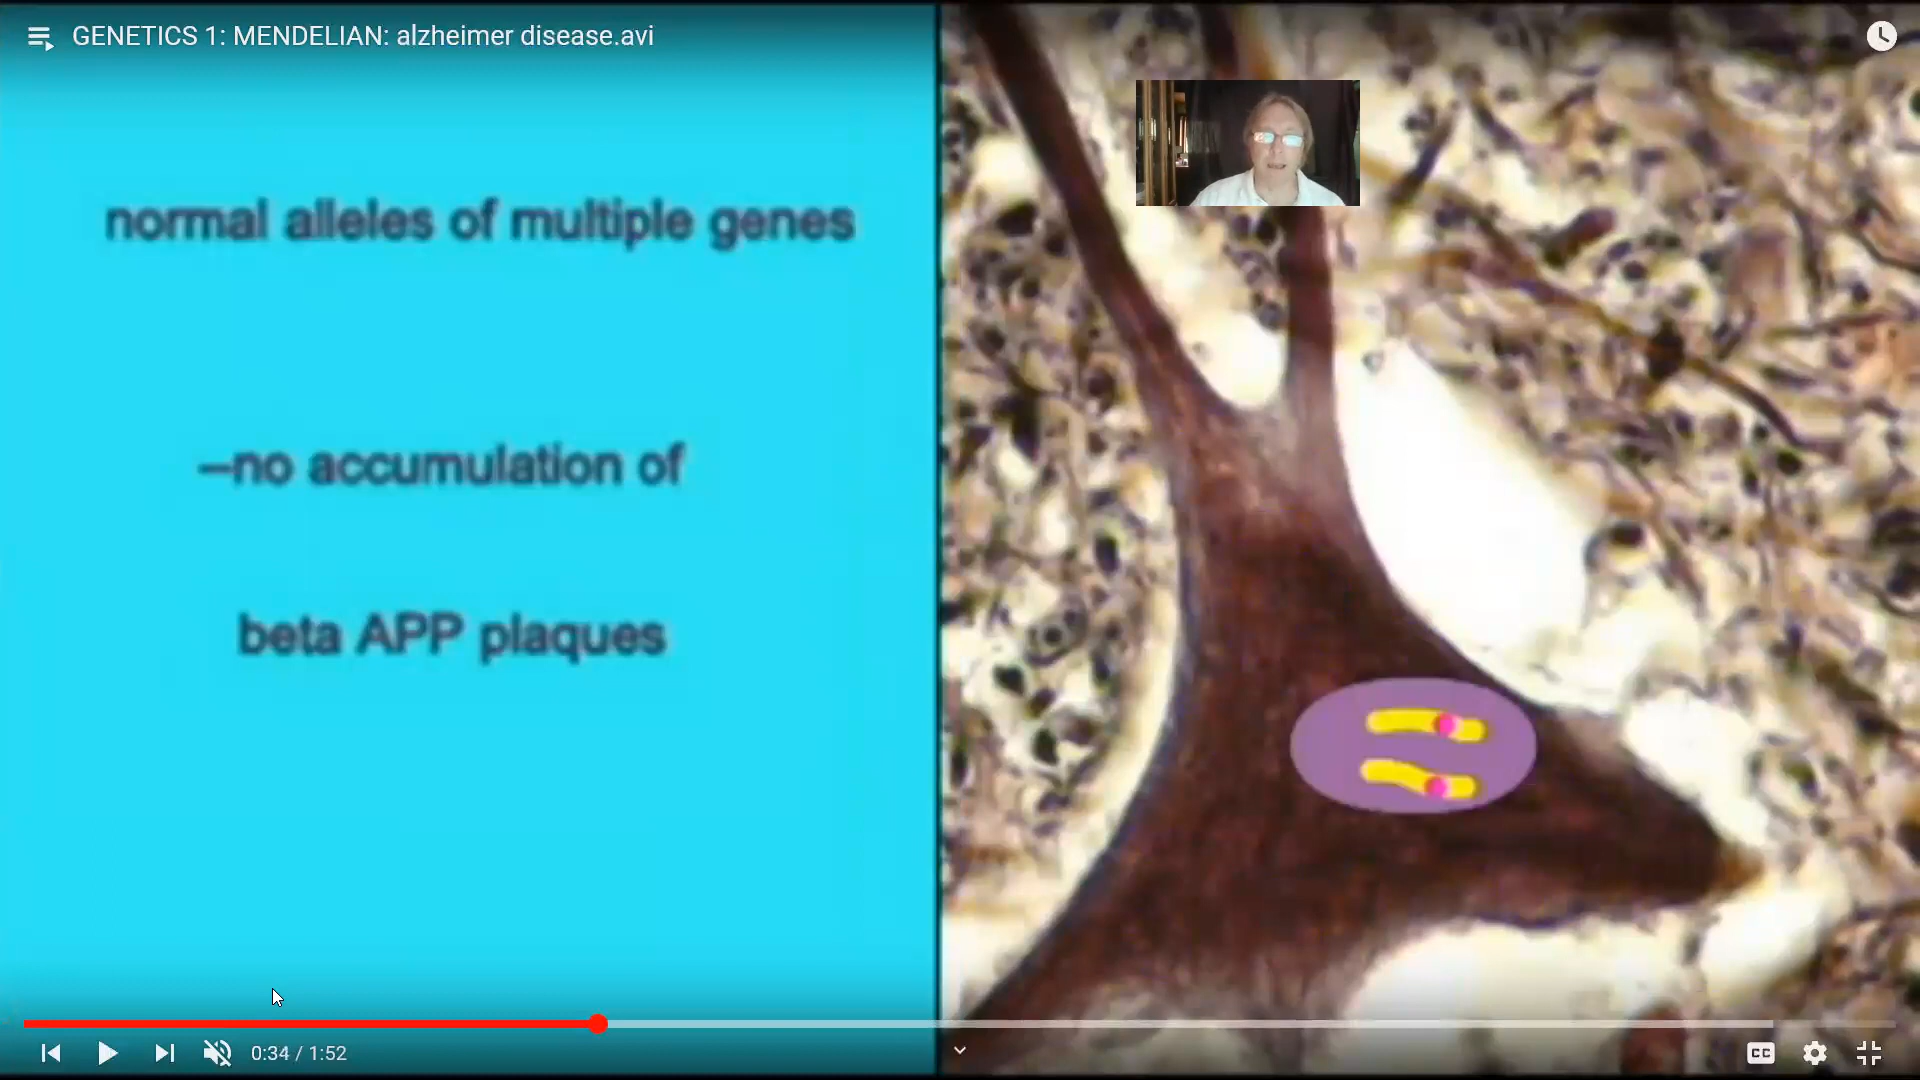 GENETICS 1: MENDELIAN: alzheimer disease.avi
normal alleles of multiple genes
–no accumulation of
beta APP plaques
0:34 / 1:52
CC